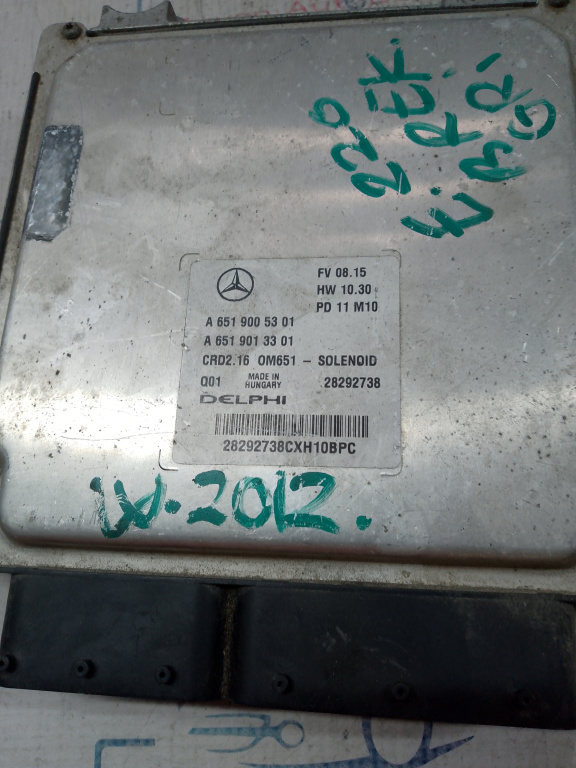 220
FV 08.15
HW 10.30
PD 11 M10
A 651 900 53 01
A 651 901 33 01
CRD2.16 OM651 – SOLENOID
Q01 MADE IN HUNGARY 28292738
DELPHI
28292738CXH10BPC
2012.